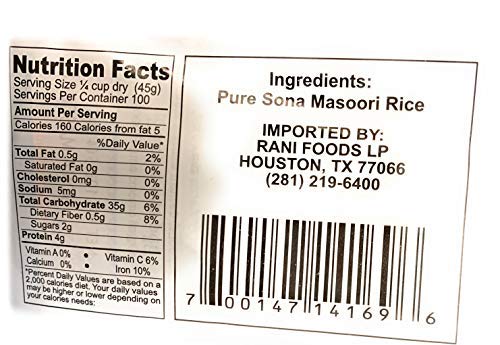 Nutrition Facts
Serving Size ¼ cup dry (45g)
Servings Per Container 100
Amount Per Serving
Calories 160 Calories from fat 5
%Daily Value*
Total Fat 0.5g 2%
Saturated Fat 0g 0%
Cholesterol 0mg 0%
Sodium 5mg 0%
Total Carbohydrate 35g 6%
Dietary Fiber 0.5g 8%
Sugars 2g
Protein 4g
Vitamin A 0% • Vitamin C 6%
Calcium 0% • Iron 10%
*Percent Daily Values are based on a
2,000 calories diet. Your daily values
may be higher or lower depending on
your calories needs:
Ingredients:
Pure Sona Masoori Rice
IMPORTED BY:
RANI FOODS LP
HOUSTON, TX 77066
(281) 219-6400
7 00147 14169 6